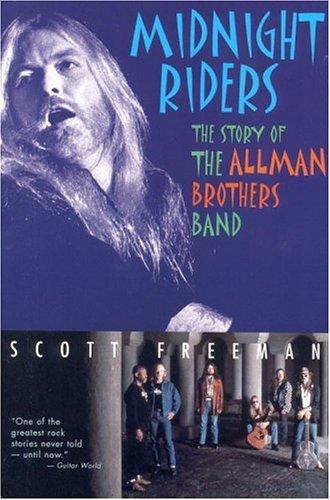 MIDNIGHT
RIDERS
THE STORY OF
THE ALLMAN
BROTHERS
BAND
SCOTT FREEMAN
"One of the
greatest rock
stories never told
— until now."
— Guitar World